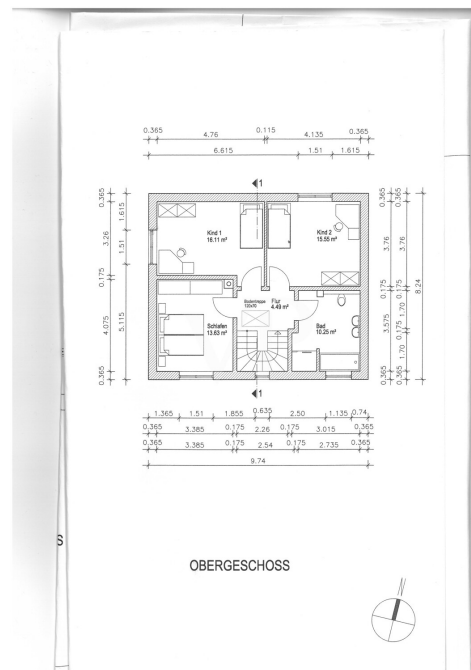 0.365 4.76 0.115 4.135 0.365
6.615 1.51 1.615
1
0.365 3.26 0.175 4.075 0.365
1.615 1.51 5.115
Kind 1
16.11 m²
Kind 2
15.55 m²
Bodentreppe
120x70
Flur
4.49 m²
Schlafen
13.63 m²
Bad
10.25 m²
0.365 3.76 0.175 3.575 0.365
0.365 3.76 0.175 1.70 0.175 1.70 0.365
8.24
1
1.365 1.51 1.855 0.635 2.50 1.135 0.74
0.365 3.385 0.175 2.26 0.175 3.015 0.365
0.365 3.385 0.175 2.54 0.175 2.735 0.365
9.74
S
OBERGESCHOSS